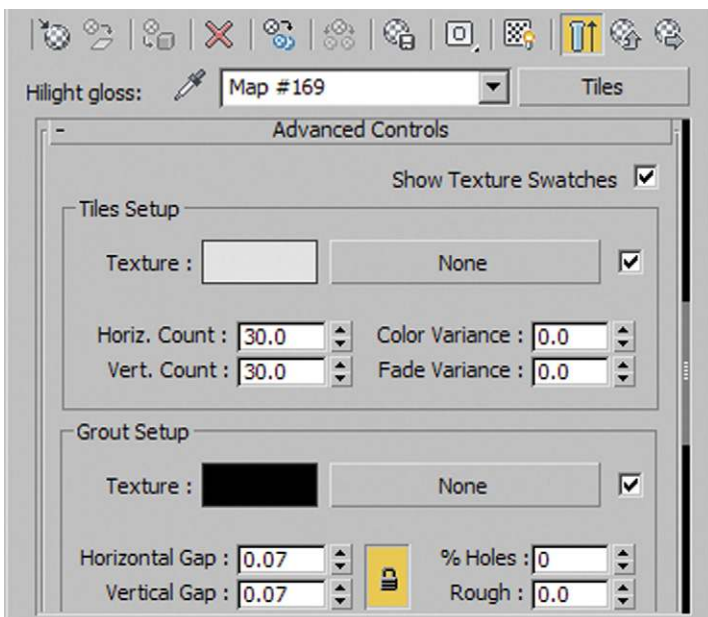 Hilight gloss: Map #169 Tiles
- Advanced Controls
Show Texture Swatches
Tiles Setup
Texture : None
Horiz. Count : 30.0 Color Variance : 0.0
Vert. Count : 30.0 Fade Variance : 0.0
Grout Setup
Texture : None
Horizontal Gap : 0.07 % Holes : 0
Vertical Gap : 0.07 Rough : 0.0